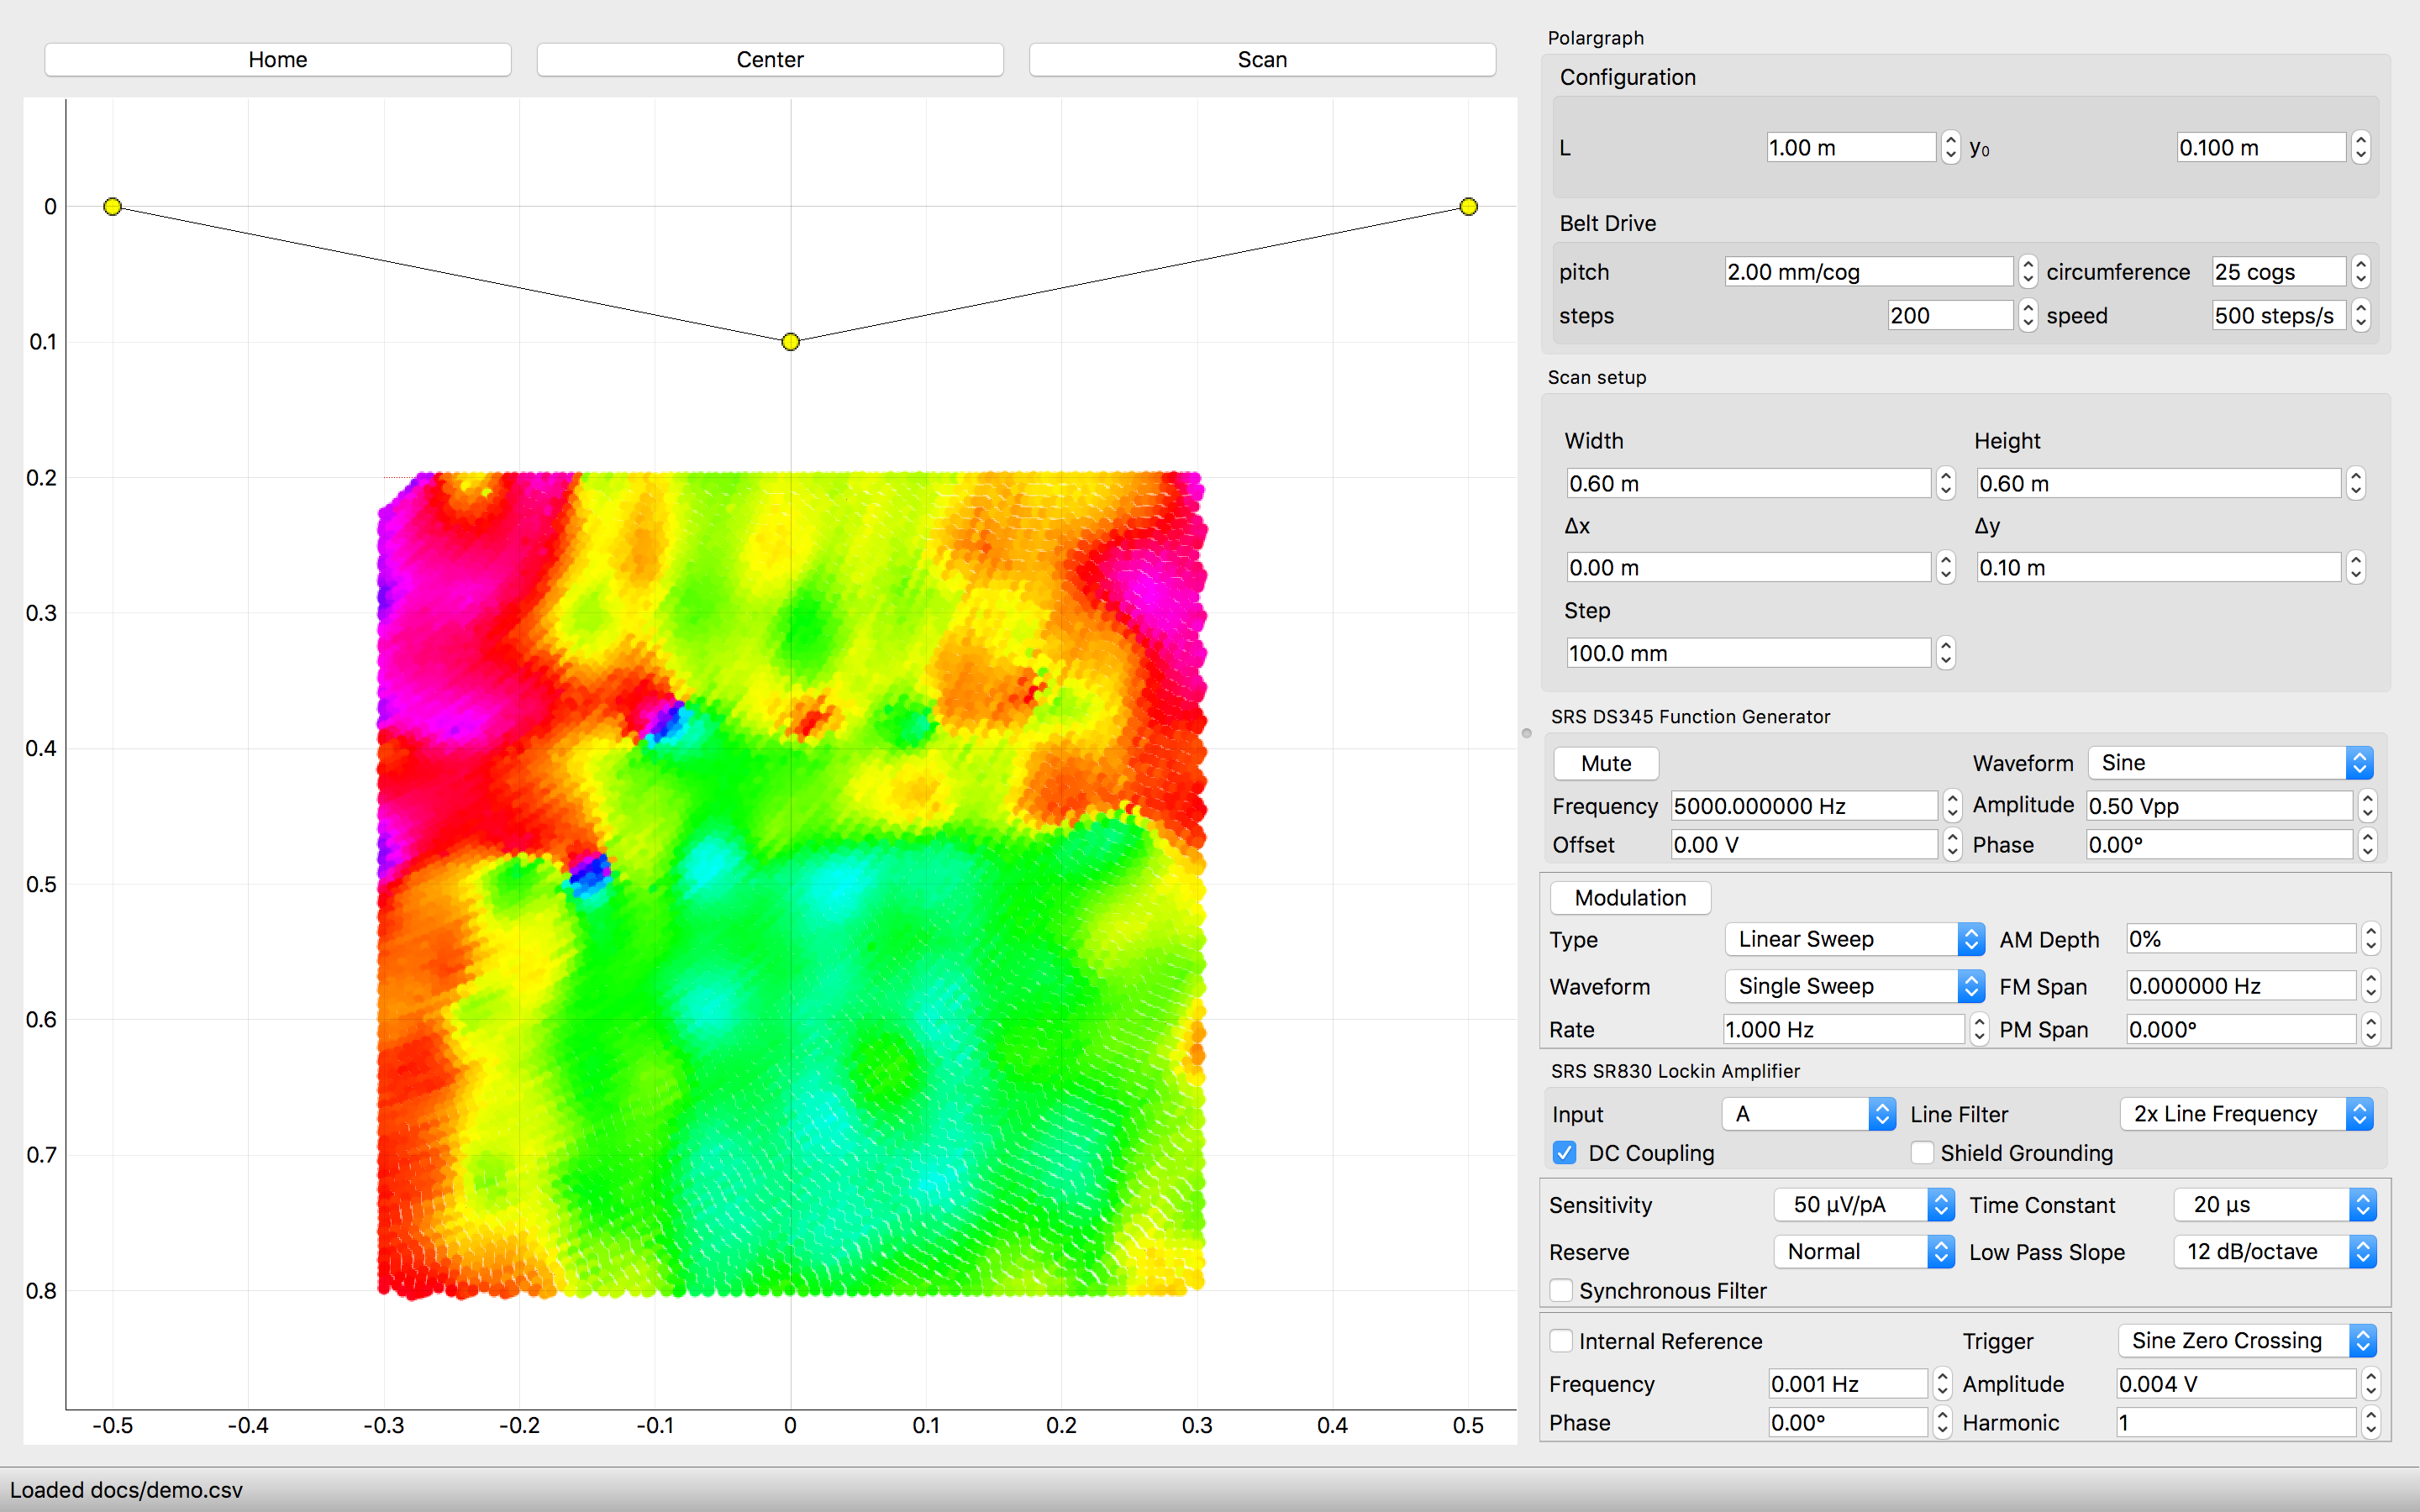 Home Center Scan
0
0.1
0.2
0.3
0.4
0.5
0.6
0.7
0.8
-0.5 -0.4 -0.3 -0.2 -0.1 0 0.1 0.2 0.3 0.4 0.5
Polargraph
Configuration
L 1.00 m y₀ 0.100 m
Belt Drive
pitch 2.00 mm/cog circumference 25 cogs
steps 200 speed 500 steps/s
Scan setup
Width Height
0.60 m 0.60 m
Δx Δy
0.00 m 0.10 m
Step
100.0 mm
SRS DS345 Function Generator
Mute Waveform Sine
Frequency 5000.000000 Hz Amplitude 0.50 Vpp
Offset 0.00 V Phase 0.00°
Modulation
Type Linear Sweep AM Depth 0%
Waveform Single Sweep FM Span 0.000000 Hz
Rate 1.000 Hz PM Span 0.000°
SRS SR830 Lockin Amplifier
Input A Line Filter 2x Line Frequency
DC Coupling Shield Grounding
Sensitivity 50 µV/pA Time Constant 20 µs
Reserve Normal Low Pass Slope 12 dB/octave
Synchronous Filter
Internal Reference Trigger Sine Zero Crossing
Frequency 0.001 Hz Amplitude 0.004 V
Phase 0.00° Harmonic 1
Loaded docs/demo.csv